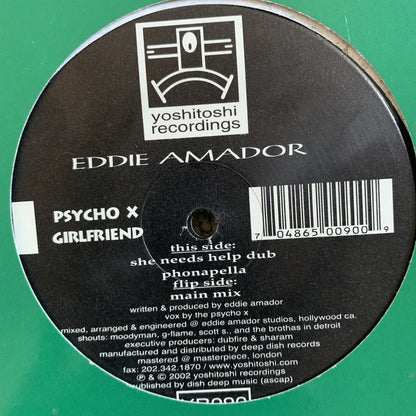 yoshitoshi
recordings
EDDIE AMADOR
PSYCHO X
GIRLFRIEND
7 04865 00900 9
this side:
she needs help dub
phonapella
flip side:
main mix
written & produced by eddie amador
vox by the psycho x
mixed, arranged & engineered @ eddie amador studios, hollywood ca.
shouts: moodyman, g-flame, scott s., and the brothas in detroit
executive producers: dubfire & sharam
manufactured and distributed by deep dish records
mastered @ masterpiece, london
fax: 202.342.1870 / www.yoshitoshi.com
℗ © 2002 yoshitoshi recordings
published by dish deep music (ascap)